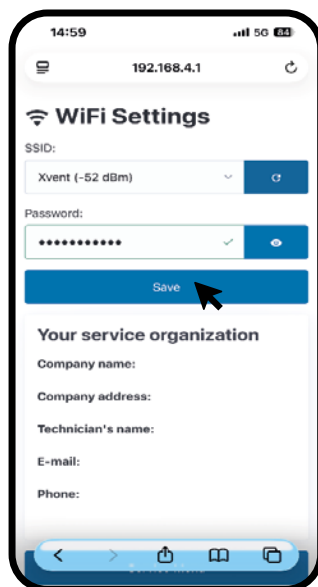 14:59 5G 84
192.168.4.1
WiFi Settings
SSID:
Xvent (-52 dBm)
Password:
Save
Your service organization
Company name:
Company address:
Technician's name:
E-mail:
Phone: